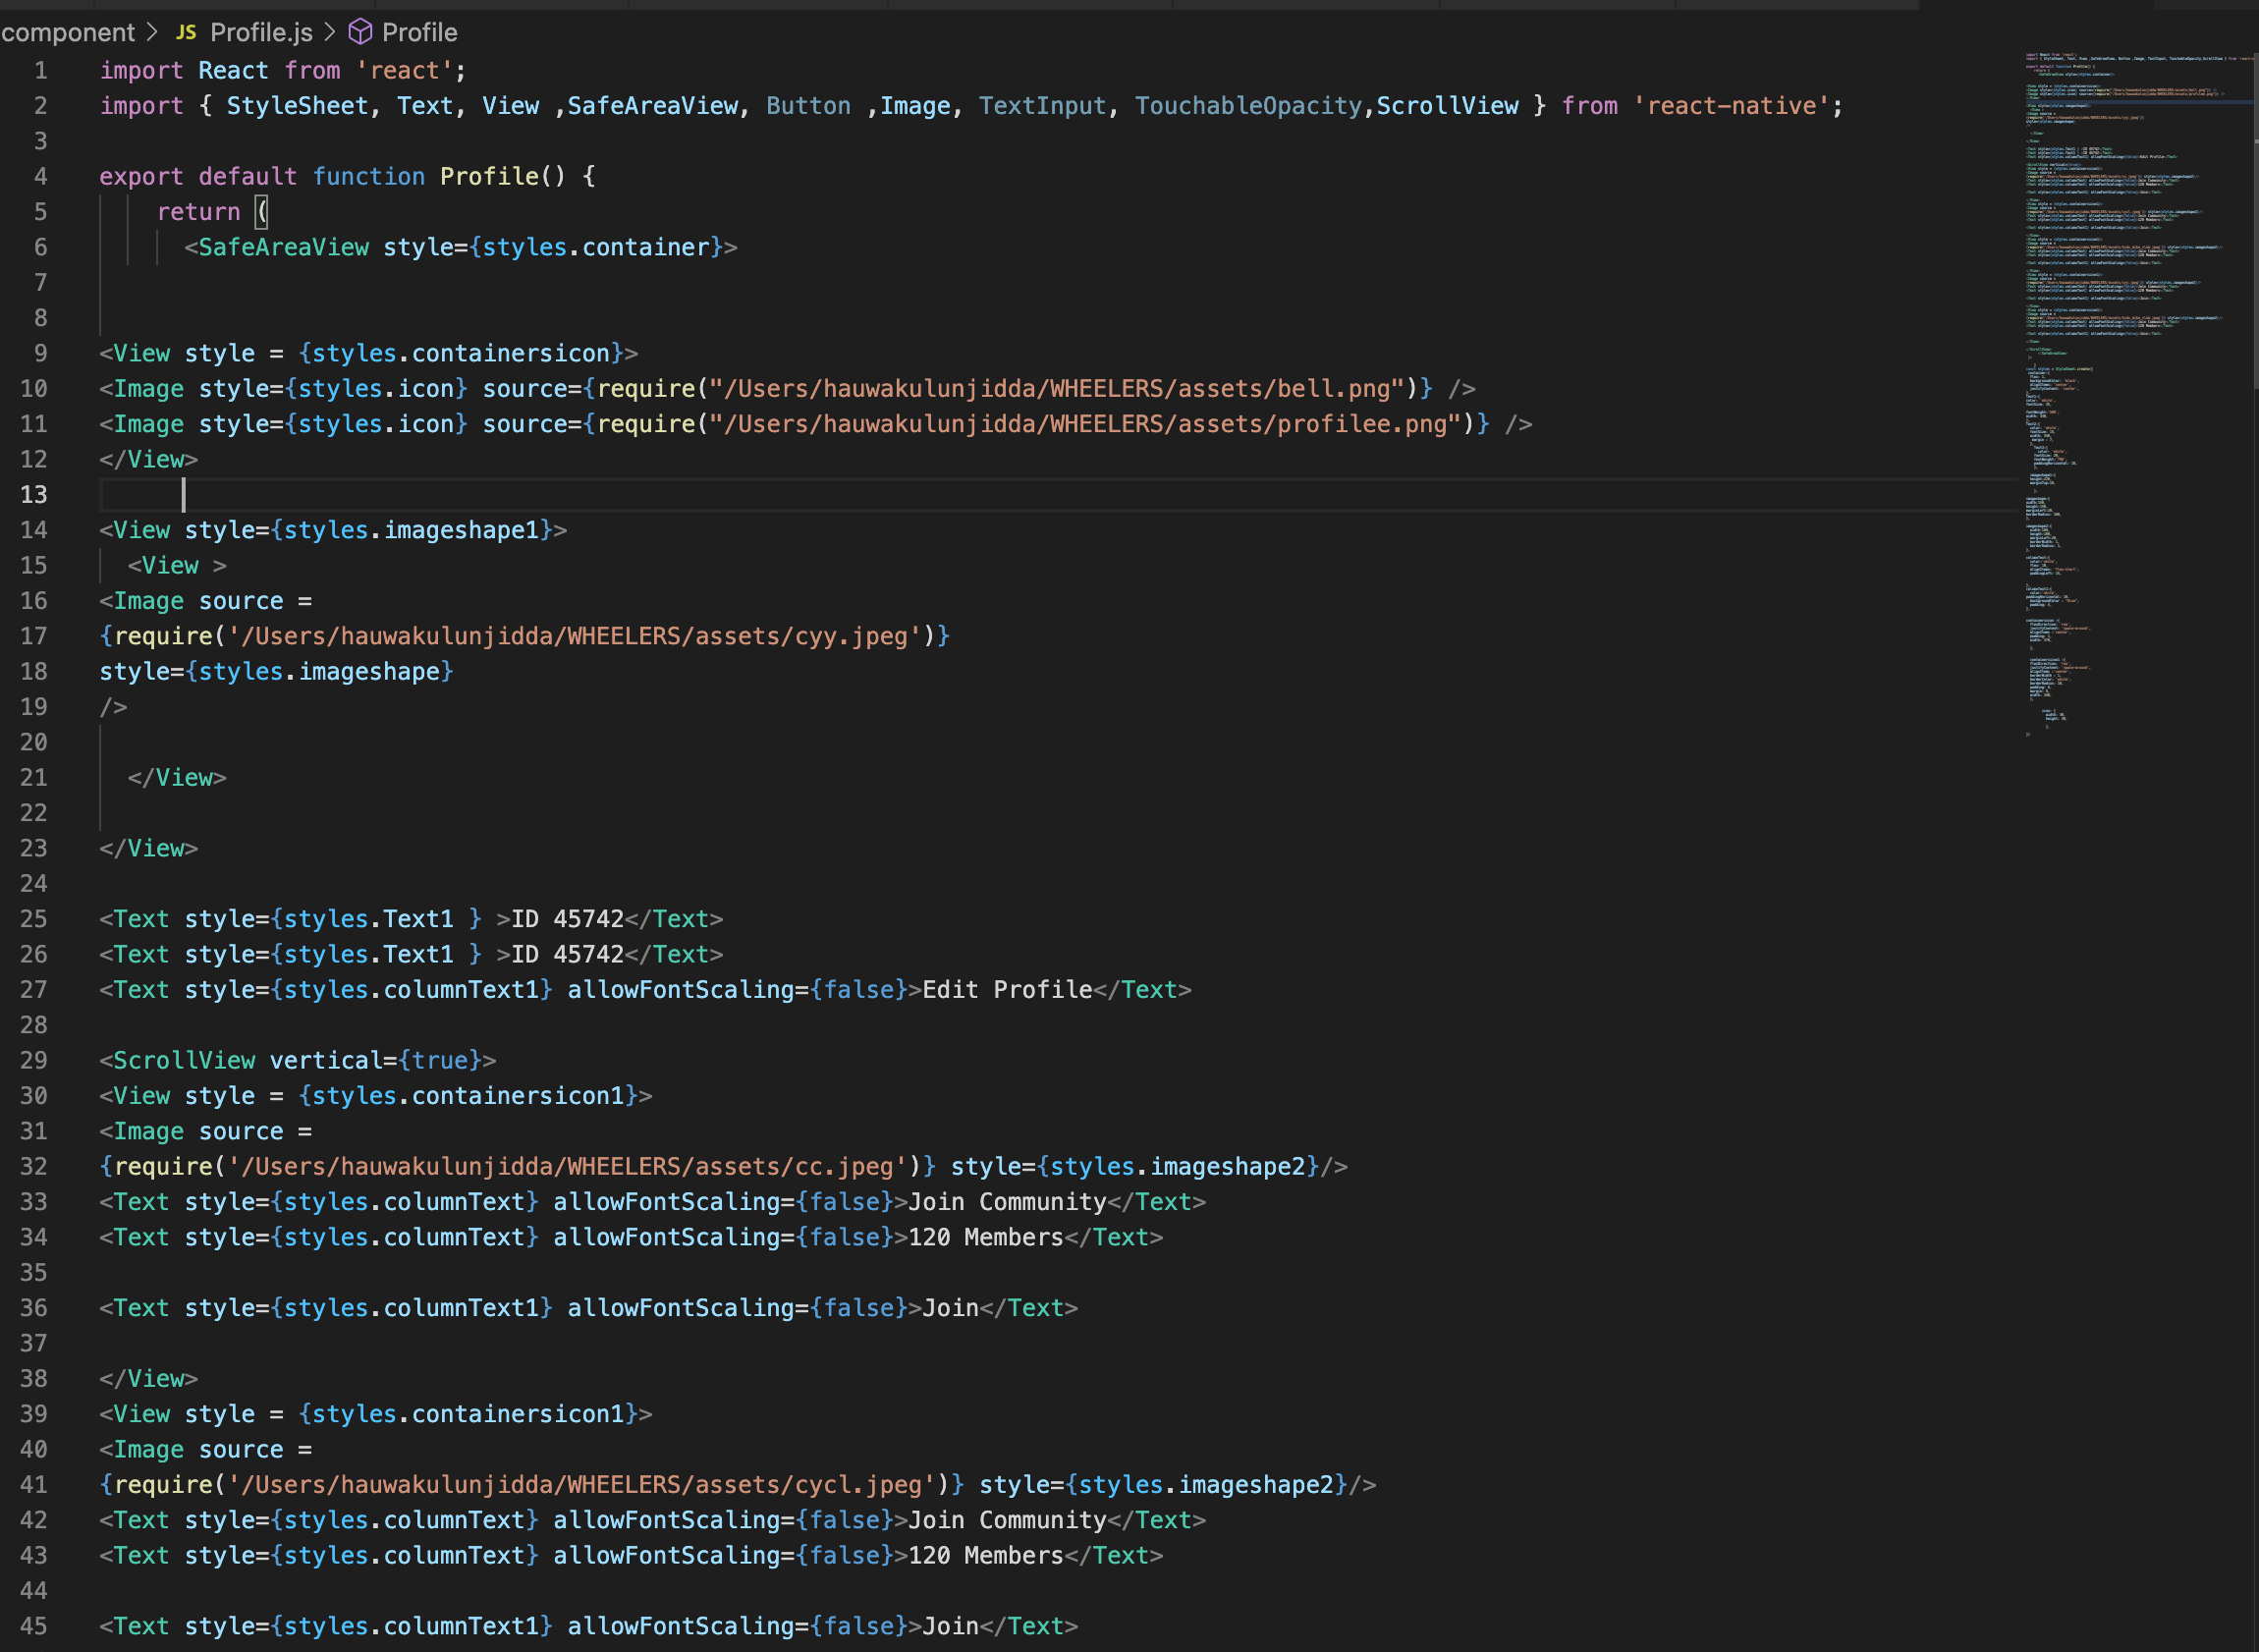 component > JS Profile.js > Profile
1 import React from 'react';
2 import { StyleSheet, Text, View ,SafeAreaView, Button ,Image, TextInput, TouchableOpacity,ScrollView } from 'react-native';
3
4 export default function Profile() {
5 return (
6 <SafeAreaView style={styles.container}>
7
8
9 <View style = {styles.containersicon}>
10 <Image style={styles.icon} source={require("/Users/hauwakulunjidda/WHEELERS/assets/bell.png")} />
11 <Image style={styles.icon} source={require("/Users/hauwakulunjidda/WHEELERS/assets/profilee.png")} />
12 </View>
13
14 <View style={styles.imageshape1}>
15 <View >
16 <Image source =
17 {require('/Users/hauwakulunjidda/WHEELERS/assets/cyy.jpeg')}
18 style={styles.imageshape}
19 />
20
21 </View>
22
23 </View>
24
25 <Text style={styles.Text1 } >ID 45742</Text>
26 <Text style={styles.Text1 } >ID 45742</Text>
27 <Text style={styles.columnText1} allowFontScaling={false}>Edit Profile</Text>
28
29 <ScrollView vertical={true}>
30 <View style = {styles.containersicon1}>
31 <Image source =
32 {require('/Users/hauwakulunjidda/WHEELERS/assets/cc.jpeg')} style={styles.imageshape2}/>
33 <Text style={styles.columnText} allowFontScaling={false}>Join Community</Text>
34 <Text style={styles.columnText} allowFontScaling={false}>120 Members</Text>
35
36 <Text style={styles.columnText1} allowFontScaling={false}>Join</Text>
37
38 </View>
39 <View style = {styles.containersicon1}>
40 <Image source =
41 {require('/Users/hauwakulunjidda/WHEELERS/assets/cycl.jpeg')} style={styles.imageshape2}/>
42 <Text style={styles.columnText} allowFontScaling={false}>Join Community</Text>
43 <Text style={styles.columnText} allowFontScaling={false}>120 Members</Text>
44
45 <Text style={styles.columnText1} allowFontScaling={false}>Join</Text>